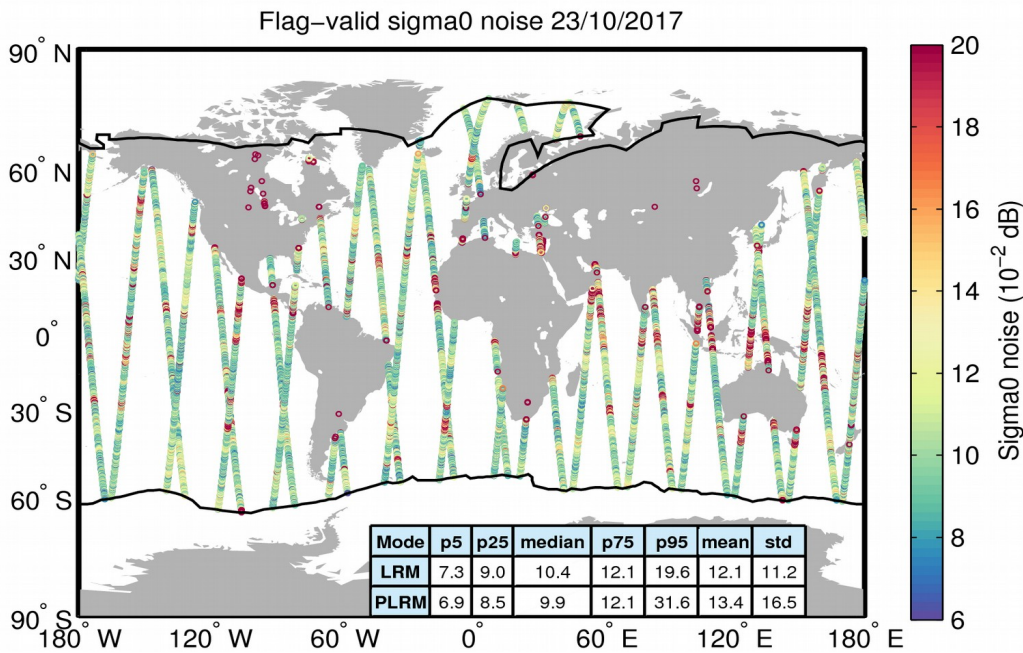 Flag−valid sigma0 noise 23/10/2017
90° N
60° N
30° N
0°
30° S
60° S
90° S
180° W
120° W
60° W
0°
60° E
120° E
180° E
20
18
16
14
12
10
8
6
Sigma0 noise (10⁻² dB)
Mode p5 p25 median p75 p95 mean std
LRM 7.3 9.0 10.4 12.1 19.6 12.1 11.2
PLRM 6.9 8.5 9.9 12.1 31.6 13.4 16.5